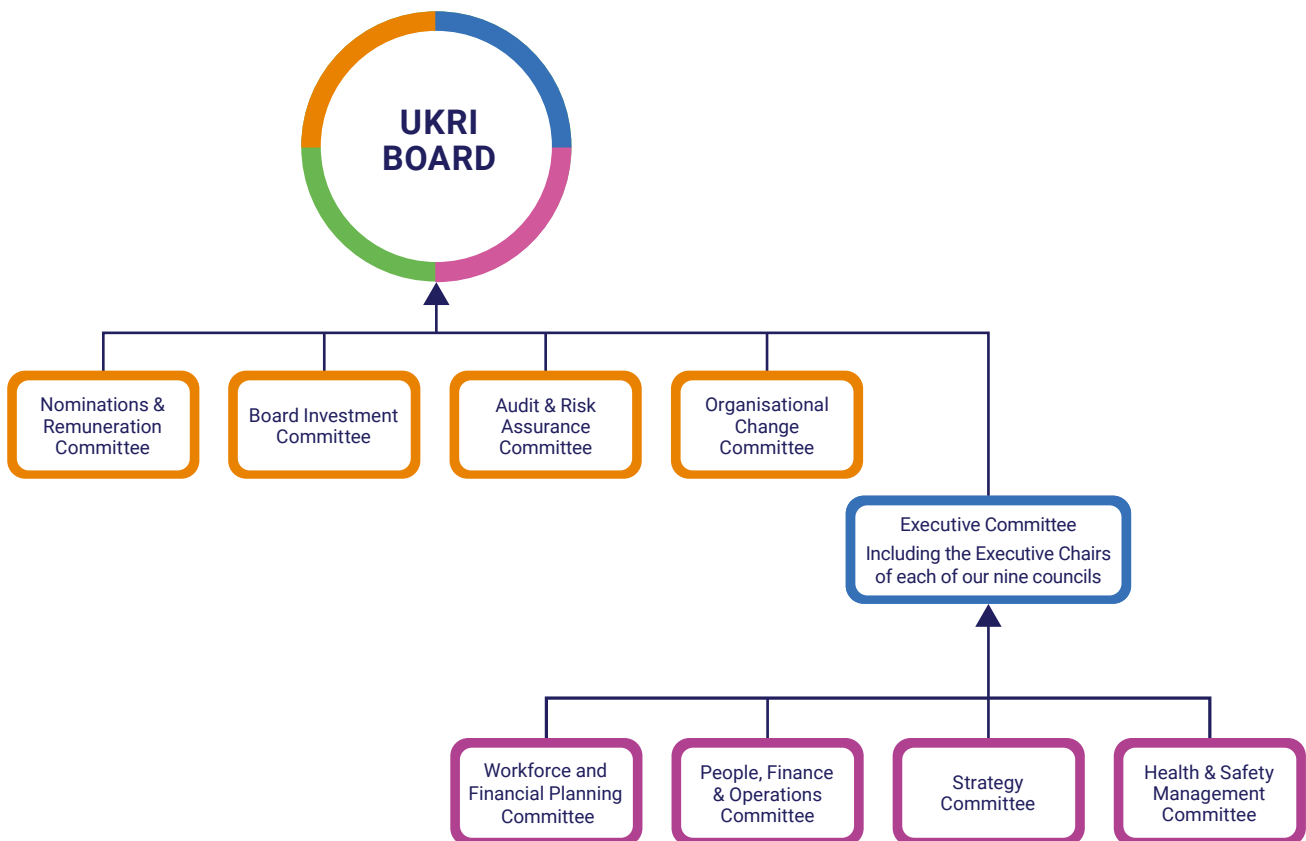 UKRI
BOARD
Nominations &
Remuneration
Committee
Board Investment
Committee
Audit & Risk
Assurance
Committee
Organisational
Change
Committee
Executive Committee
Including the Executive Chairs
of each of our nine councils
Workforce and
Financial Planning
Committee
People, Finance
& Operations
Committee
Strategy
Committee
Health & Safety
Management
Committee